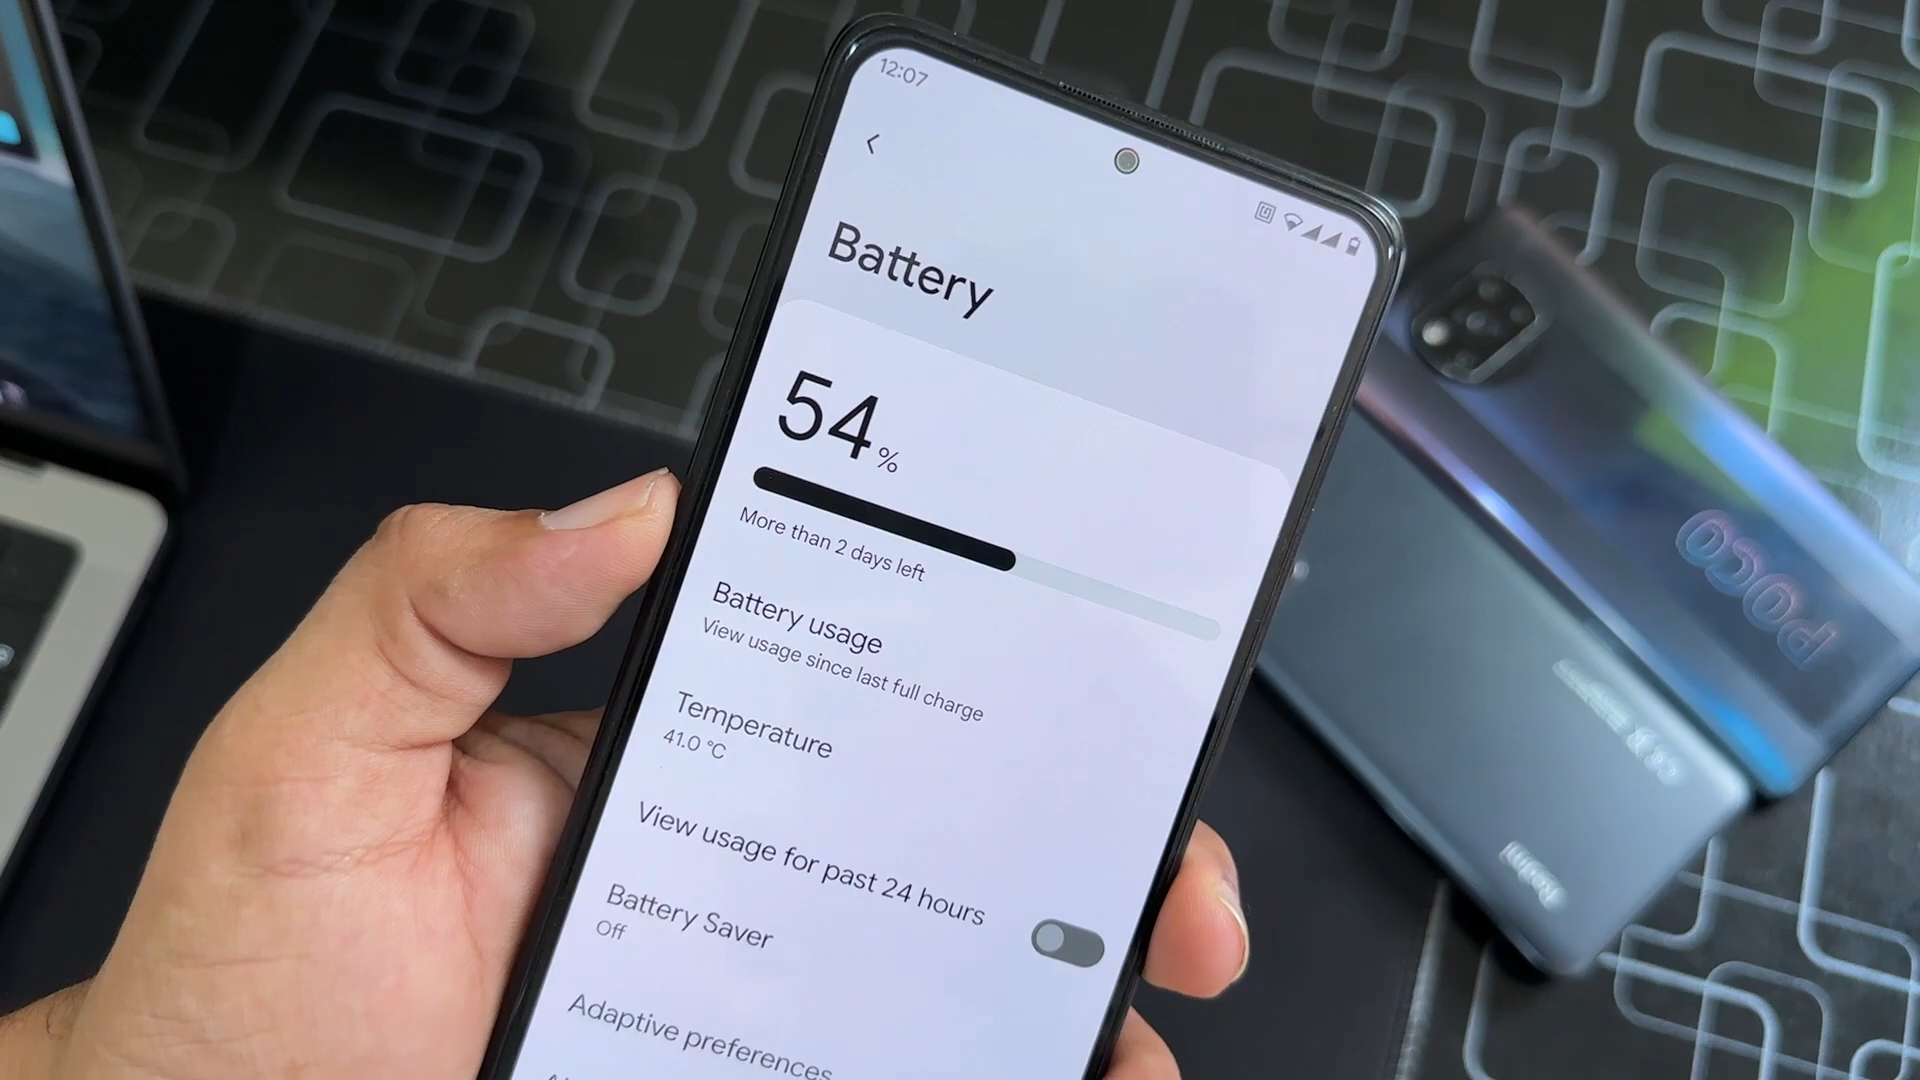 12:07
Battery
54%
More than 2 days left
Battery usage
View usage since last full charge
Temperature
41.0 °C
View usage for past 24 hours
Battery Saver
Off
Adaptive preferences
POCO
Redmi